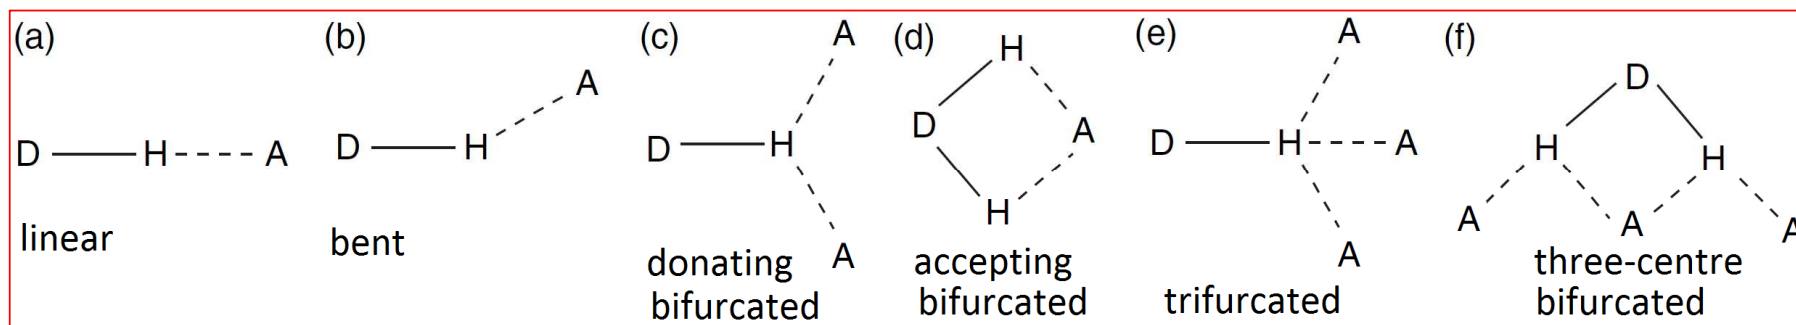 (a)
(b)
(c)
(d)
(e)
(f)
D H A
linear
D H A
bent
A
D H
A
donating
bifurcated
H
D A
H
accepting
bifurcated
A
D H A
A
trifurcated
D
H H
A A A
three-centre
bifurcated